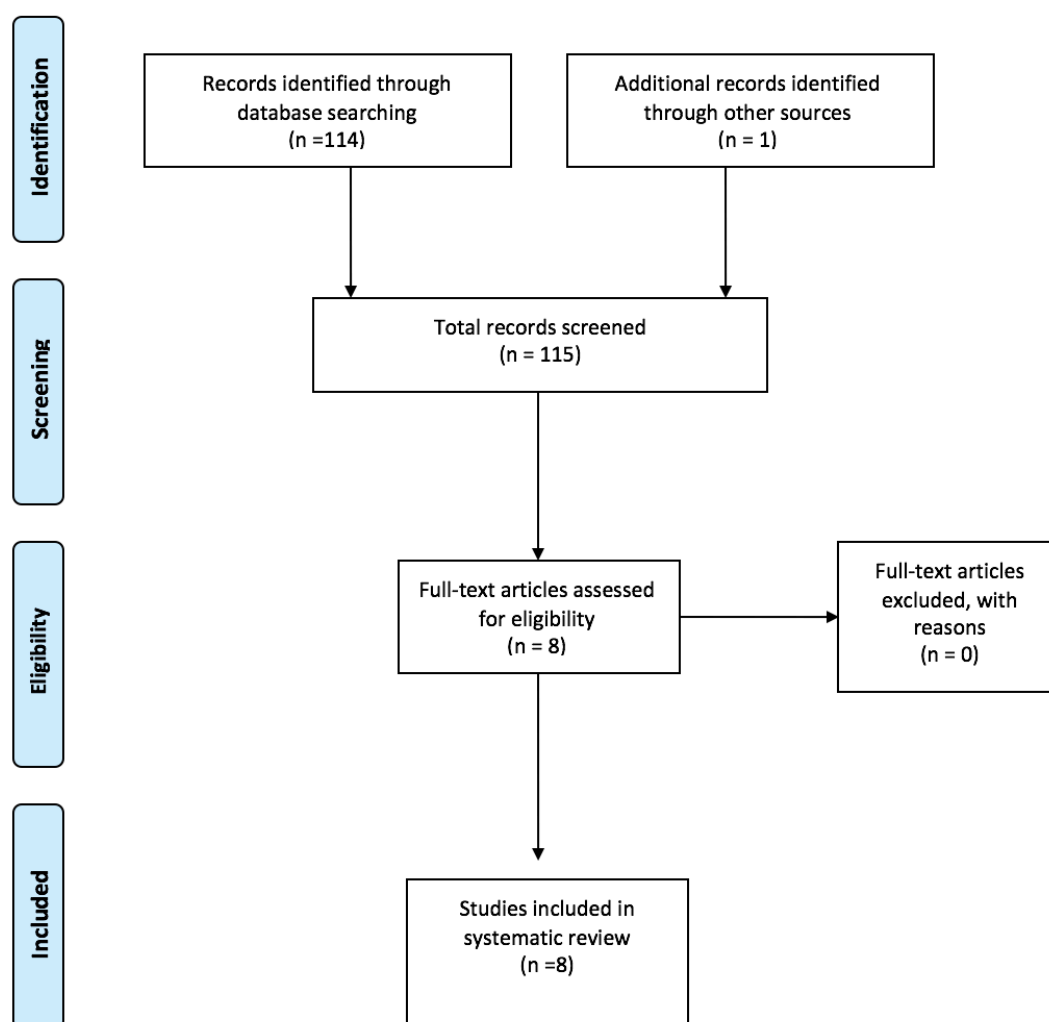 Identification
Records identified through
database searching
(n =114)
Additional records identified
through other sources
(n = 1)
Screening
Total records screened
(n = 115)
Eligibility
Full-text articles assessed
for eligibility
(n = 8)
Full-text articles
excluded, with
reasons
(n = 0)
Included
Studies included in
systematic review
(n =8)